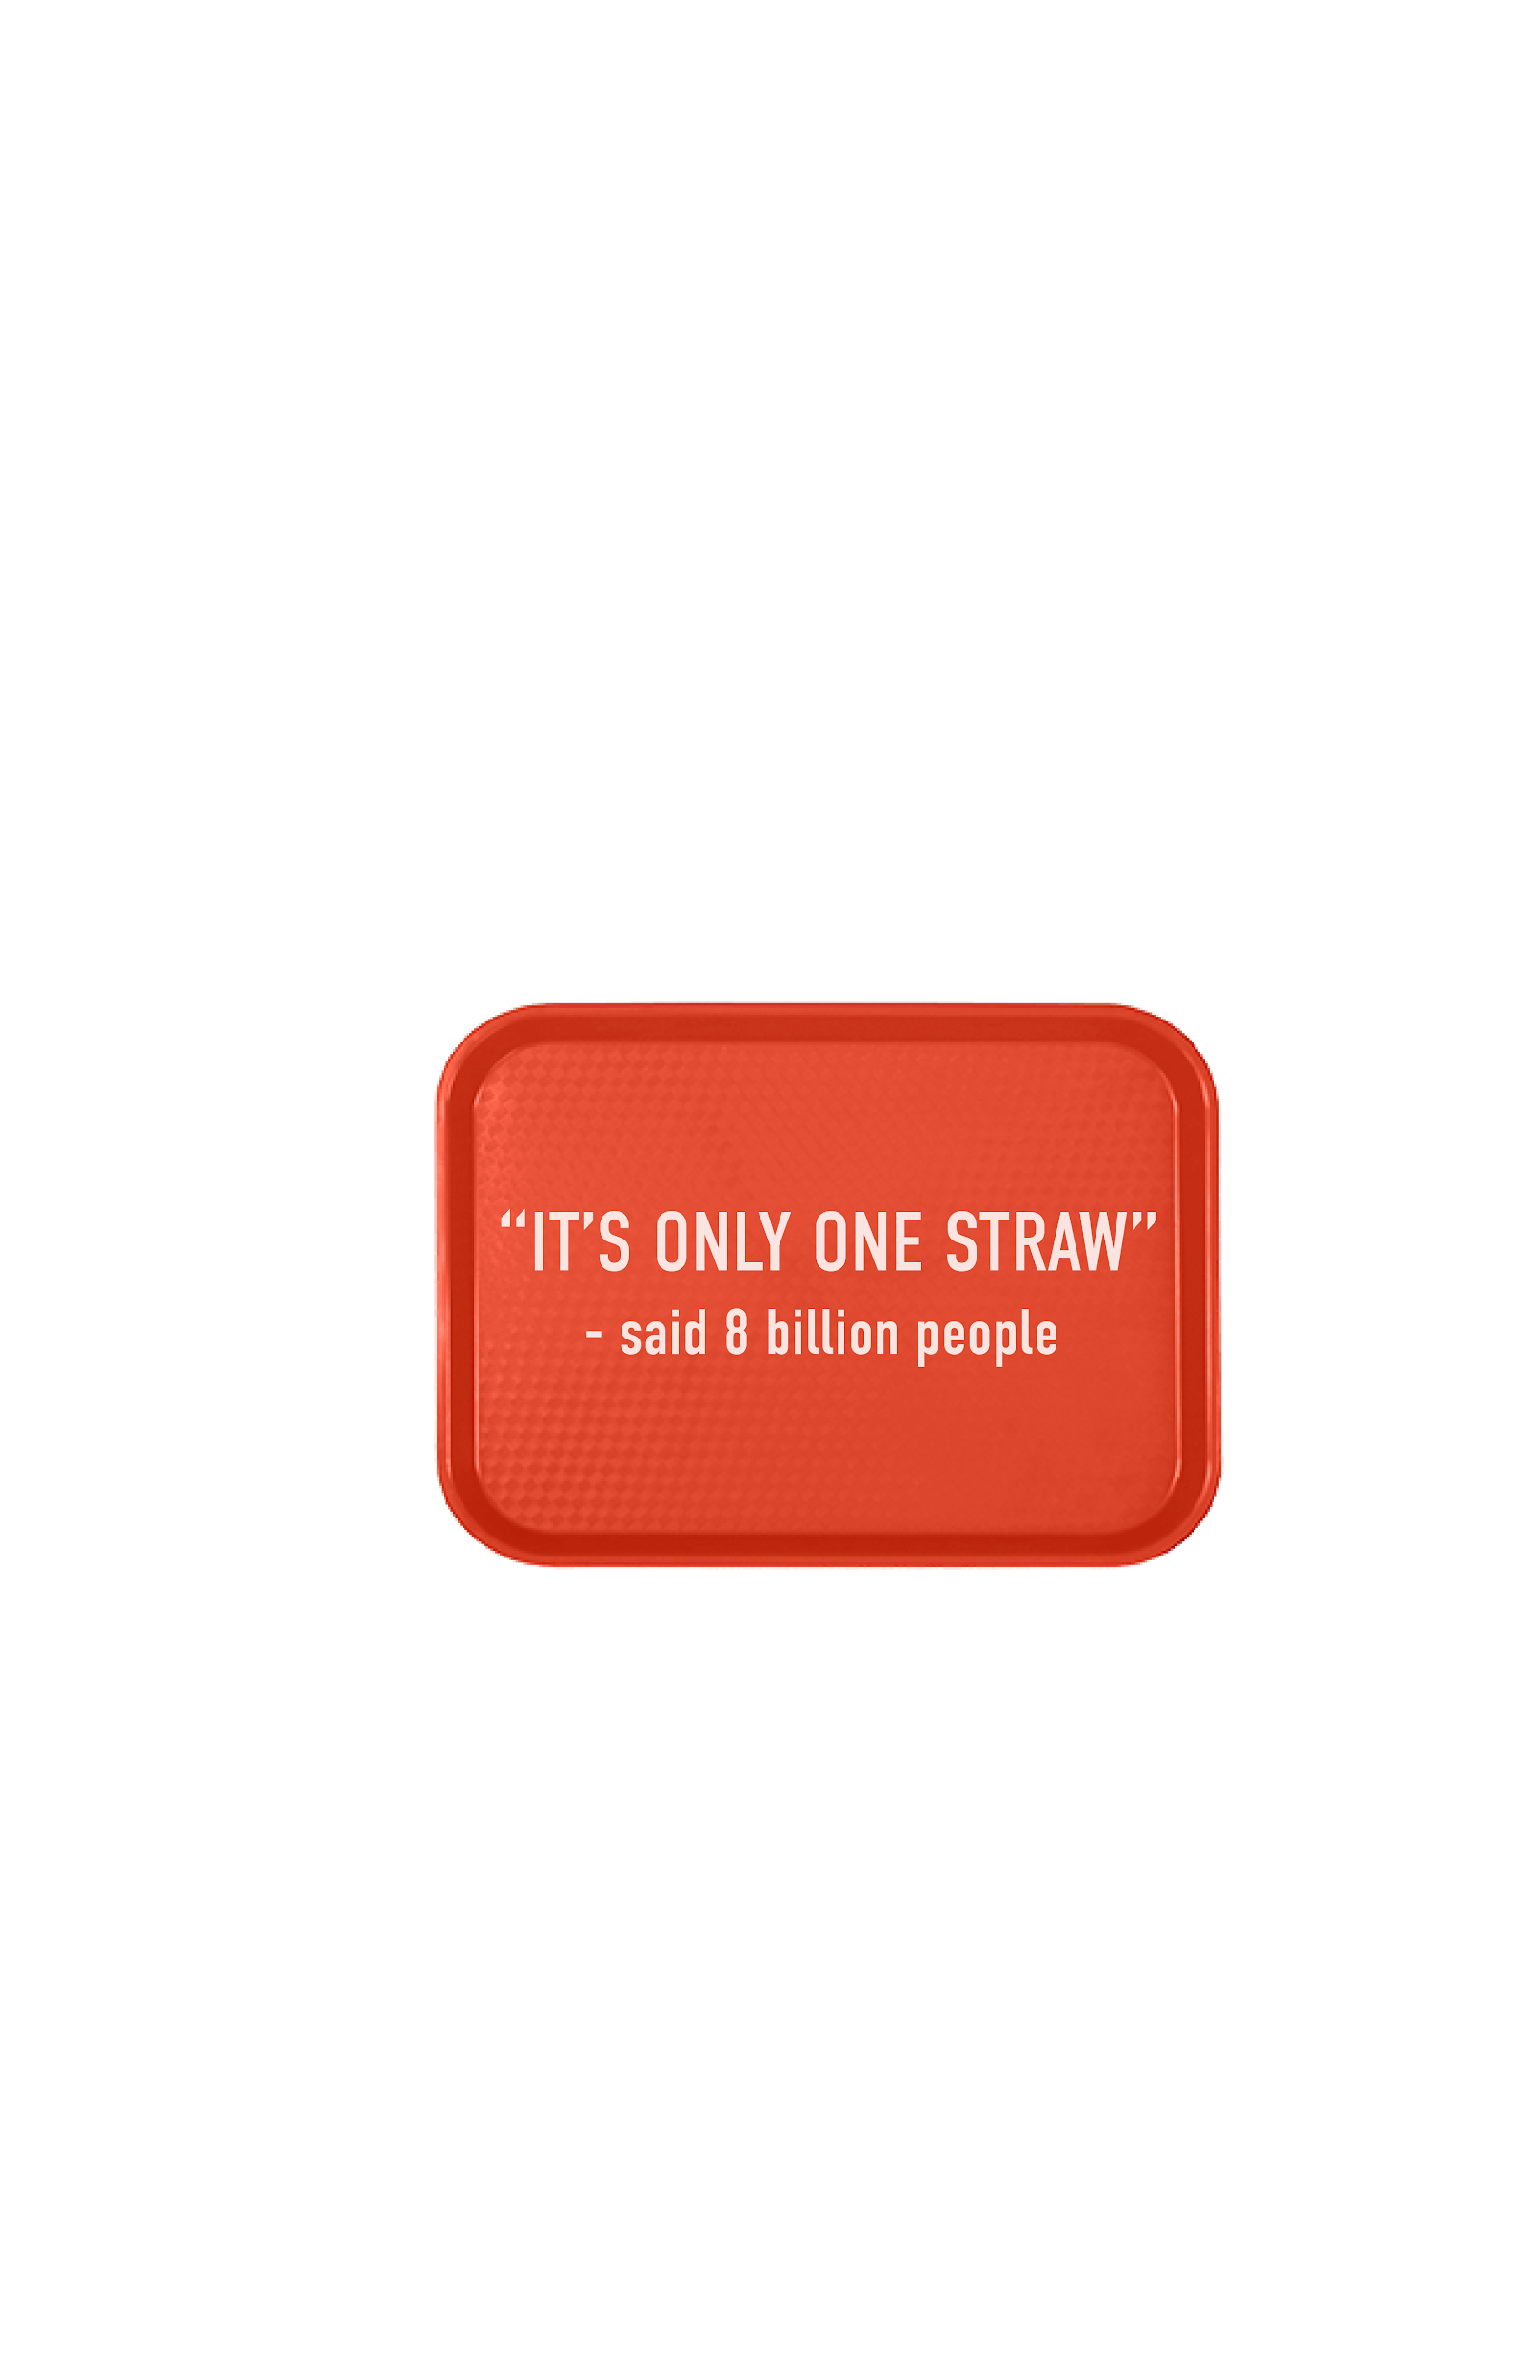 “IT’S ONLY ONE STRAW”
- said 8 billion people